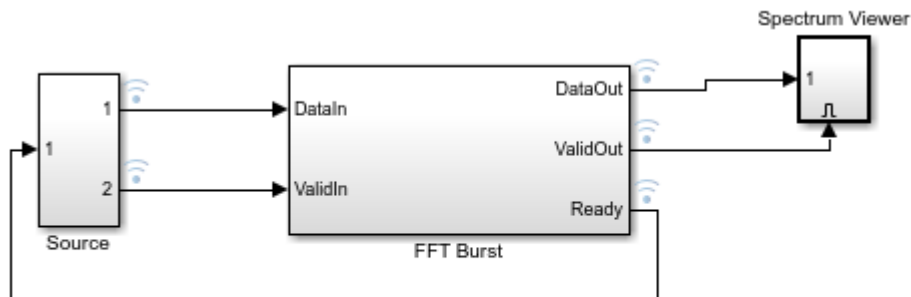 Spectrum Viewer
1
DataOut
1
DataIn
1
ValidOut
2
ValidIn
Ready
Source
FFT Burst